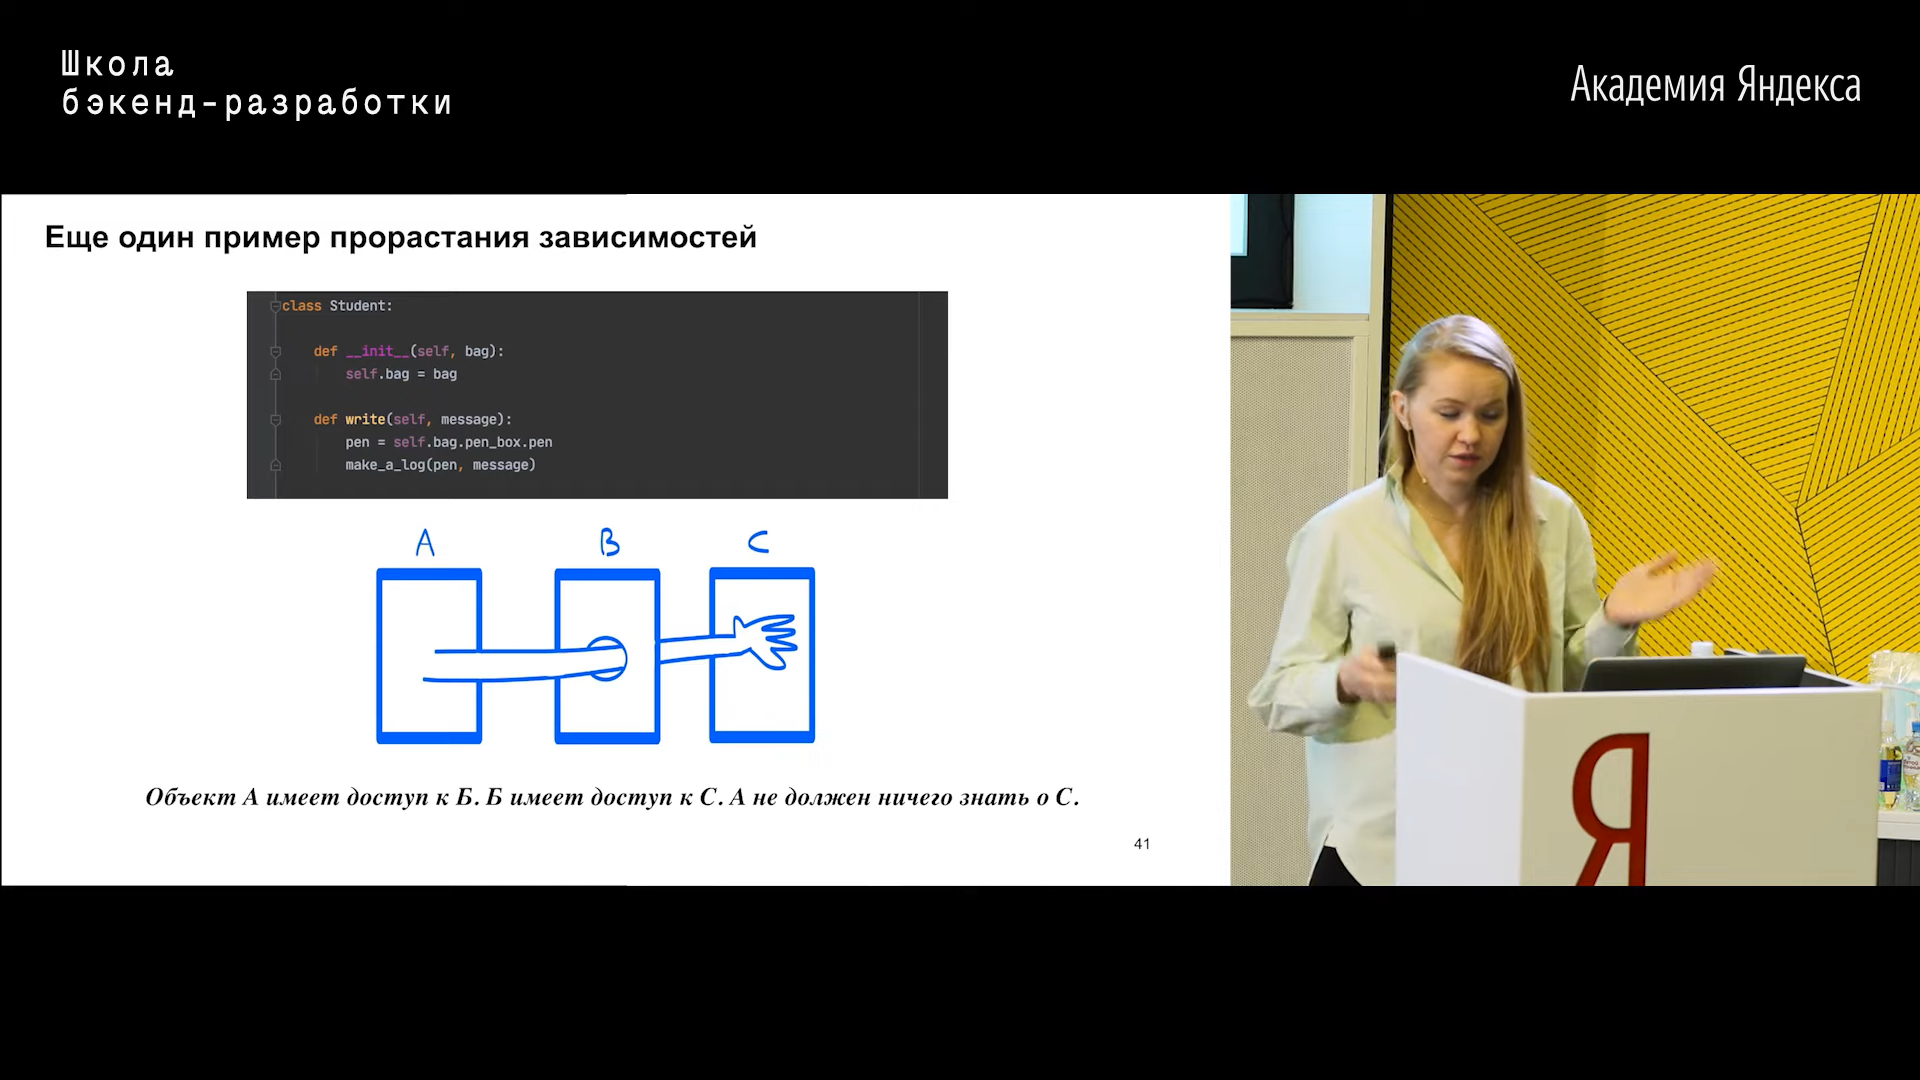 Школа
бэкенд-разработки
Академия Яндекса
Еще один пример прорастания зависимостей
class Student:
def __init__(self, bag):
self.bag = bag
def write(self, message):
pen = self.bag.pen_box.pen
make_a_log(pen, message)
A B C
Объект А имеет доступ к Б. Б имеет доступ к С. А не должен ничего знать о С.
41
Я